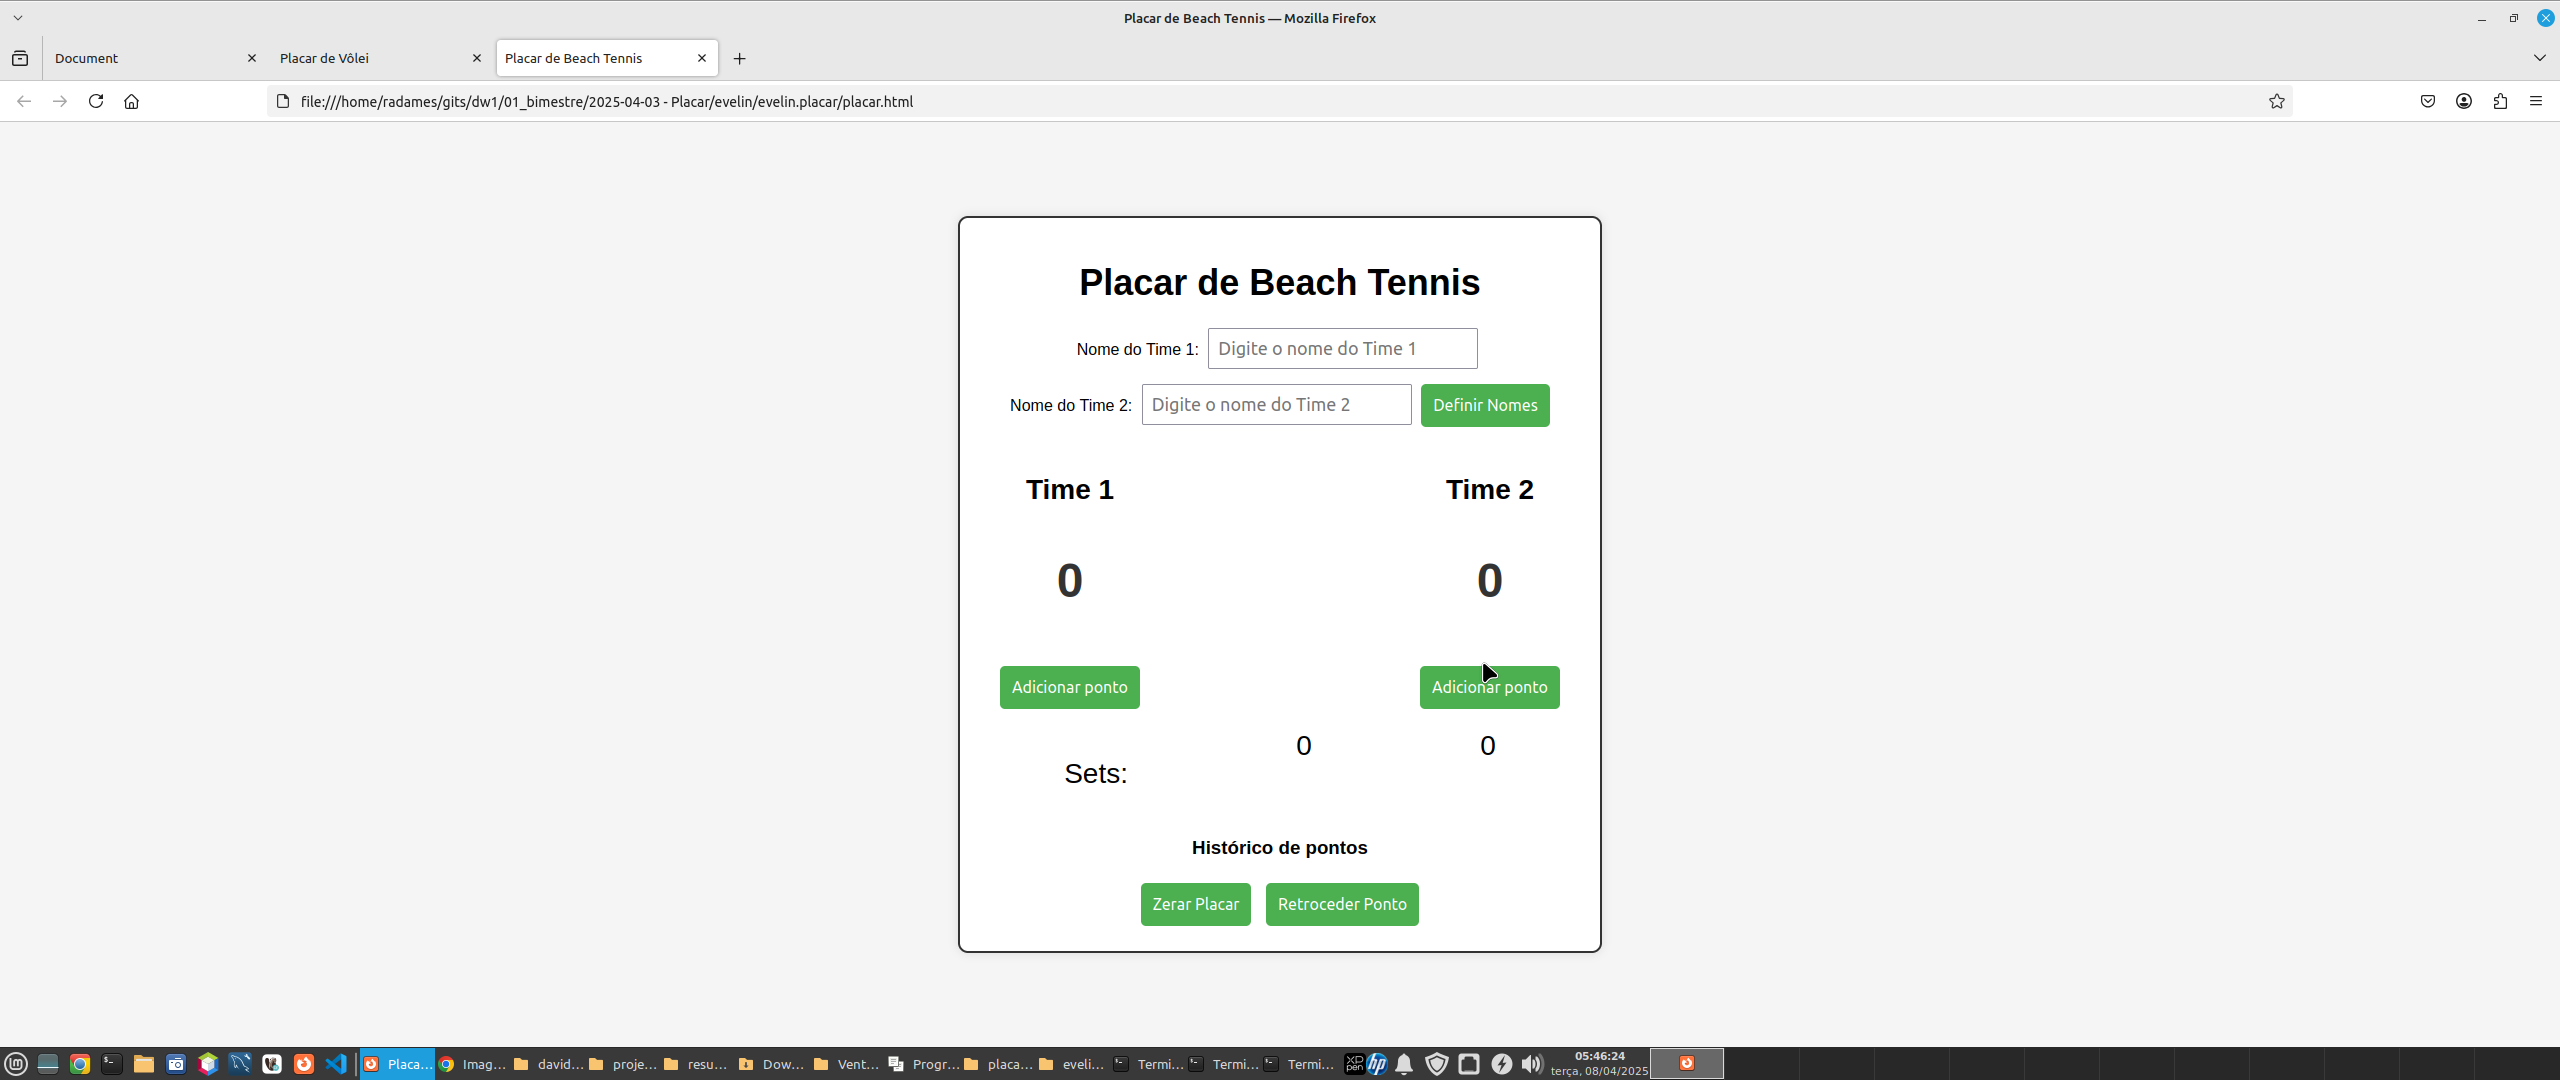 Placar de Beach Tennis — Mozilla Firefox
Document
Placar de Vôlei
Placar de Beach Tennis
file:///home/radames/gits/dw1/01_bimestre/2025-04-03 - Placar/evelin/evelin.placar/placar.html
Placar de Beach Tennis
Nome do Time 1: Digite o nome do Time 1
Nome do Time 2: Digite o nome do Time 2 Definir Nomes
Time 1 Time 2
0 0
Adicionar ponto Adicionar ponto
0 0
Sets:
Histórico de pontos
Zerar Placar Retroceder Ponto
Placa... Imag... david... proje... resu... Dow... Vent... Progr... placa... eveli... Termi... Termi... Termi... XP pen hp 05:46:24
terça, 08/04/2025